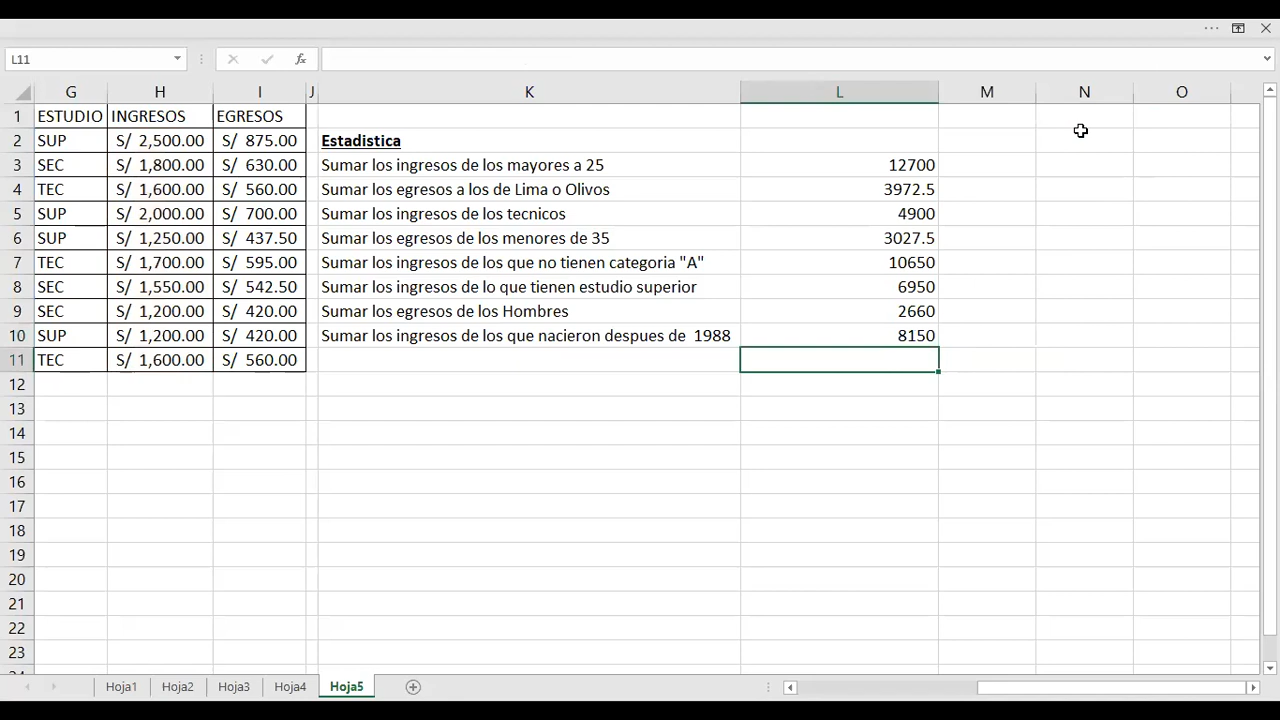 L11
fx
G H I J K L M N O
1 ESTUDIO INGRESOS EGRESOS
2 SUP S/ 2,500.00 S/ 875.00 Estadistica
3 SEC S/ 1,800.00 S/ 630.00 Sumar los ingresos de los mayores a 25 12700
4 TEC S/ 1,600.00 S/ 560.00 Sumar los egresos a los de Lima o Olivos 3972.5
5 SUP S/ 2,000.00 S/ 700.00 Sumar los ingresos de los tecnicos 4900
6 SUP S/ 1,250.00 S/ 437.50 Sumar los egresos de los menores de 35 3027.5
7 TEC S/ 1,700.00 S/ 595.00 Sumar los ingresos de los que no tienen categoria "A" 10650
8 SEC S/ 1,550.00 S/ 542.50 Sumar los ingresos de lo que tienen estudio superior 6950
9 SEC S/ 1,200.00 S/ 420.00 Sumar los egresos de los Hombres 2660
10 SUP S/ 1,200.00 S/ 420.00 Sumar los ingresos de los que nacieron despues de 1988 8150
11 TEC S/ 1,600.00 S/ 560.00
12
13
14
15
16
17
18
19
20
21
22
23
Hoja1 Hoja2 Hoja3 Hoja4 Hoja5